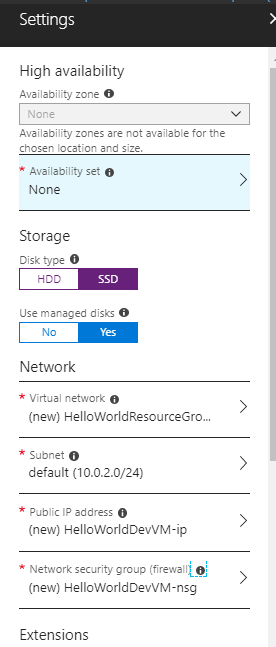 Settings
High availability
Availability zone
None
Availability zones are not available for the
chosen location and size.
* Availability set
None
Storage
Disk type
HDD SSD
Use managed disks
No Yes
Network
* Virtual network
(new) HelloWorldResourceGro...
* Subnet
default (10.0.2.0/24)
* Public IP address
(new) HelloWorldDevVM-ip
* Network security group (firewall)
(new) HelloWorldDevVM-nsg
Extensions